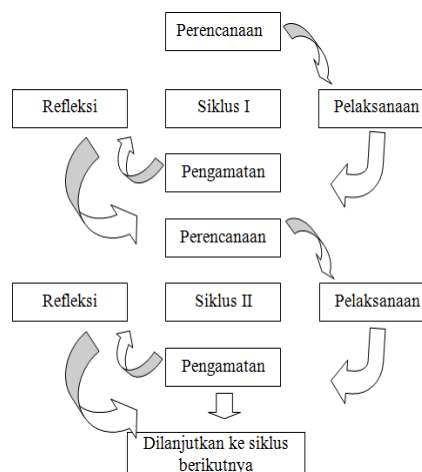 Perencanaan
Refleksi
Siklus I
Pelaksanaan
Pengamatan
Perencanaan
Refleksi
Siklus II
Pelaksanaan
Pengamatan
Dilanjutkan ke siklus
berikutnya